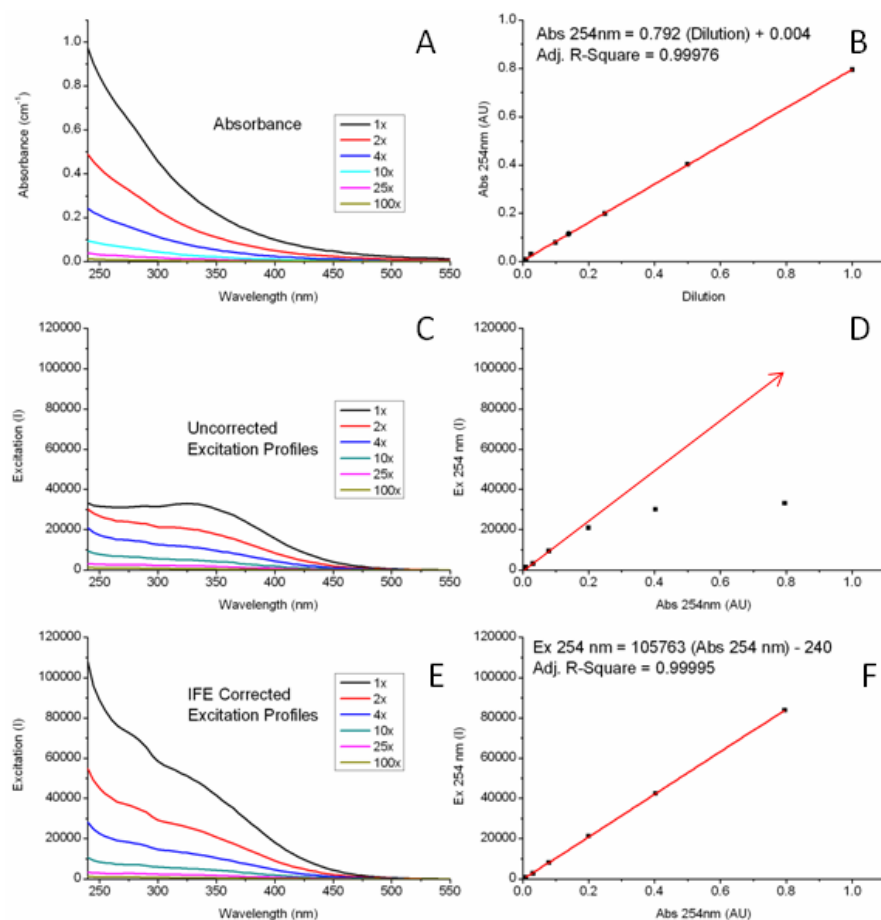 A
1.0
0.8
0.6
0.4
0.2
0.0
Absorbance (cm⁻¹)
Absorbance
1x
2x
4x
10x
25x
100x
250 300 350 400 450 500 550
Wavelength (nm)
B
Abs 254nm = 0.792 (Dilution) + 0.004
Adj. R-Square = 0.99976
1.0
0.8
0.6
0.4
0.2
0.0
Abs 254nm (AU)
0.0 0.2 0.4 0.6 0.8 1.0
Dilution
C
120000
100000
80000
60000
40000
20000
0
Excitation (I)
Uncorrected
Excitation Profiles
1x
2x
4x
10x
25x
100x
250 300 350 400 450 500 550
Wavelength (nm)
D
120000
100000
80000
60000
40000
20000
0
Ex 254 nm (I)
0.0 0.2 0.4 0.6 0.8 1.0
Abs 254nm (AU)
E
120000
100000
80000
60000
40000
20000
0
Excitation (I)
IFE Corrected
Excitation Profiles
1x
2x
4x
10x
25x
100x
250 300 350 400 450 500 550
Wavelength (nm)
F
Ex 254 nm = 105763 (Abs 254 nm) - 240
Adj. R-Square = 0.99995
120000
100000
80000
60000
40000
20000
0
Ex 254 nm (I)
0.0 0.2 0.4 0.6 0.8 1.0
Abs 254nm (AU)